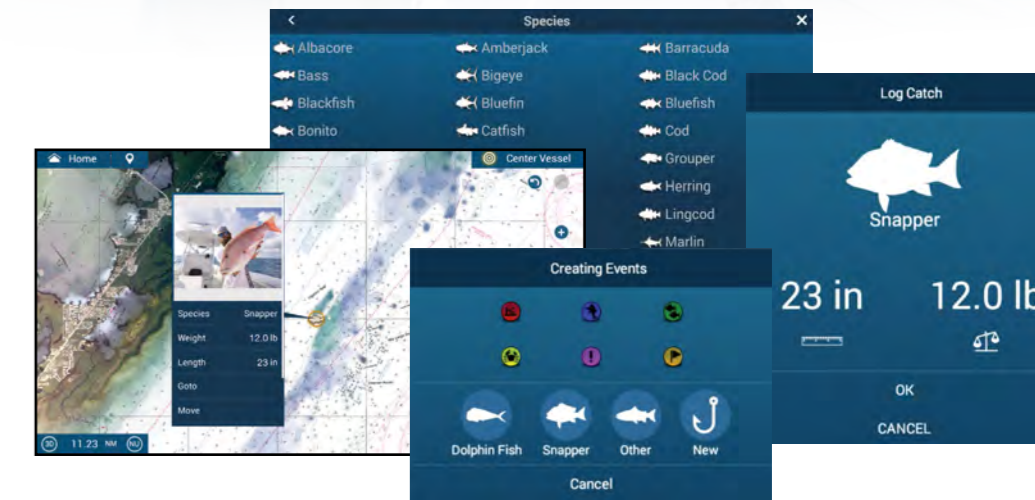 Species
Albacore
Amberjack
Barracuda
Bass
Bigeye
Black Cod
Blackfish
Bluefin
Bluefish
Bonito
Catfish
Cod
Grouper
Herring
Lingcod
Marlin
Log Catch
Snapper
23 in
12.0 lb
OK
CANCEL
Home
Center Vessel
Species Snapper
Weight 12.0 lb
Length 23 in
Goto
Move
3D 11.23 NM NU
Creating Events
Dolphin Fish
Snapper
Other
New
Cancel